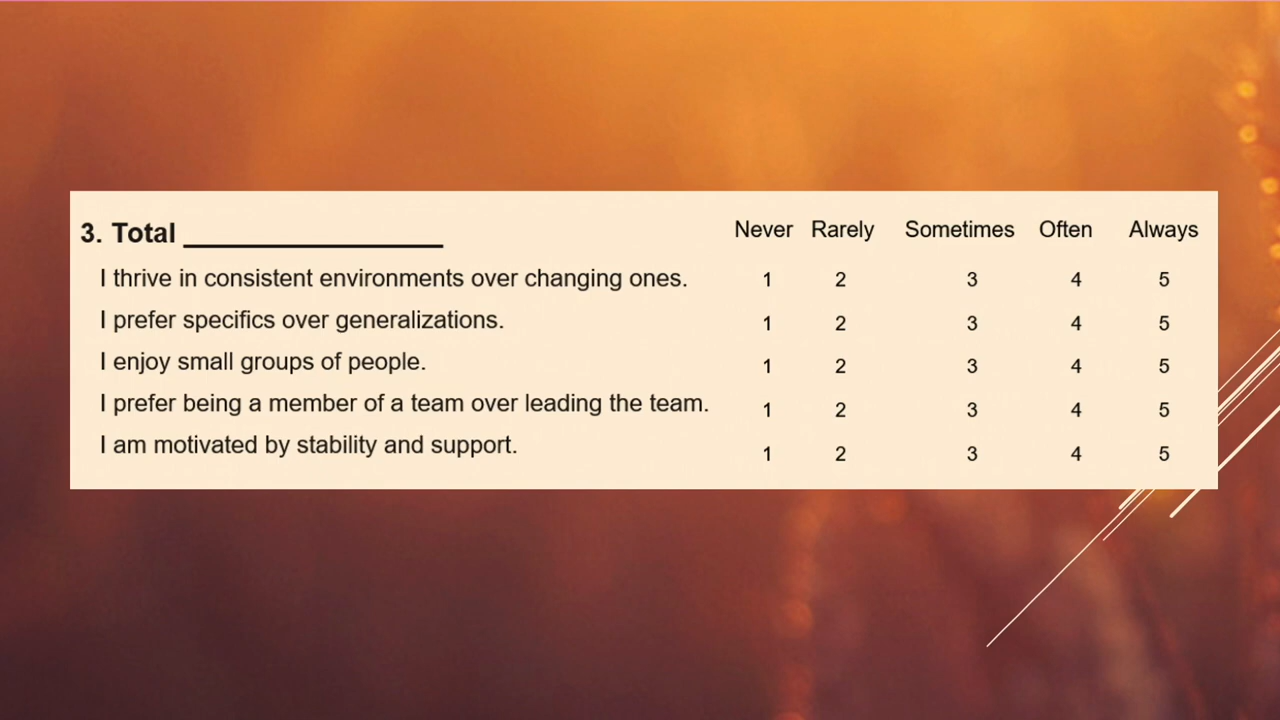 3. Total ____________________ Never Rarely Sometimes Often Always
I thrive in consistent environments over changing ones. 1 2 3 4 5
I prefer specifics over generalizations. 1 2 3 4 5
I enjoy small groups of people. 1 2 3 4 5
I prefer being a member of a team over leading the team. 1 2 3 4 5
I am motivated by stability and support. 1 2 3 4 5